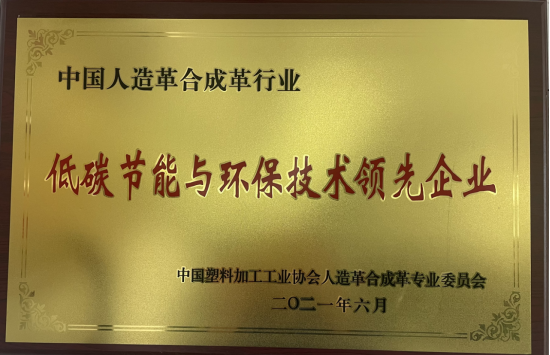 中国人造革合成革行业
低碳节能与环保技术领先企业
中国塑料加工工业协会人造革合成革专业委员会
二〇二一年六月